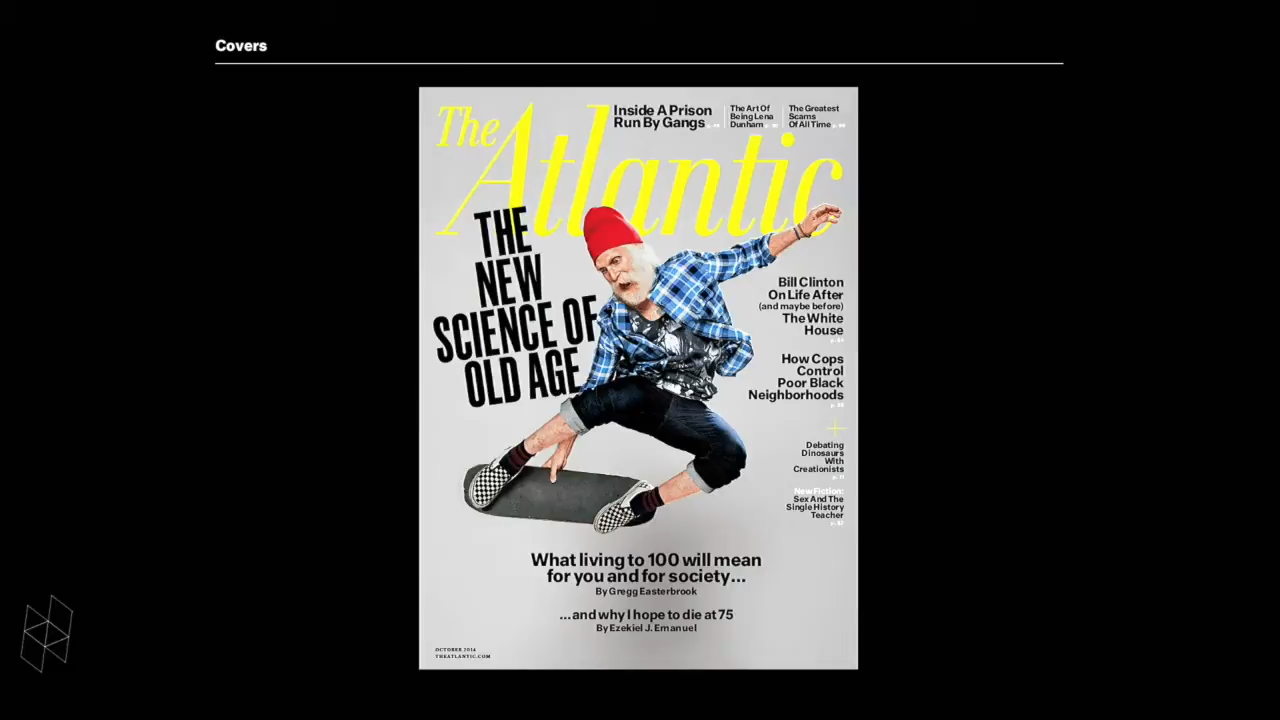 Covers
The Atlantic
Inside A Prison
Run By Gangs
The Art Of
Being Lena
Dunham
The Greatest
Scams
Of All Time
THE
NEW
SCIENCE OF
OLD AGE
Bill Clinton
On Life After
(and maybe before)
The White
House
How Cops
Control
Poor Black
Neighborhoods
+
Debating
Dinosaurs
With
Creationists
New Fiction:
Sex And The
Single History
Teacher
What living to 100 will mean
for you and for society...
By Gregg Easterbrook
...and why I hope to die at 75
By Ezekiel J. Emanuel
OCTOBER 2014
THEATLANTIC.COM